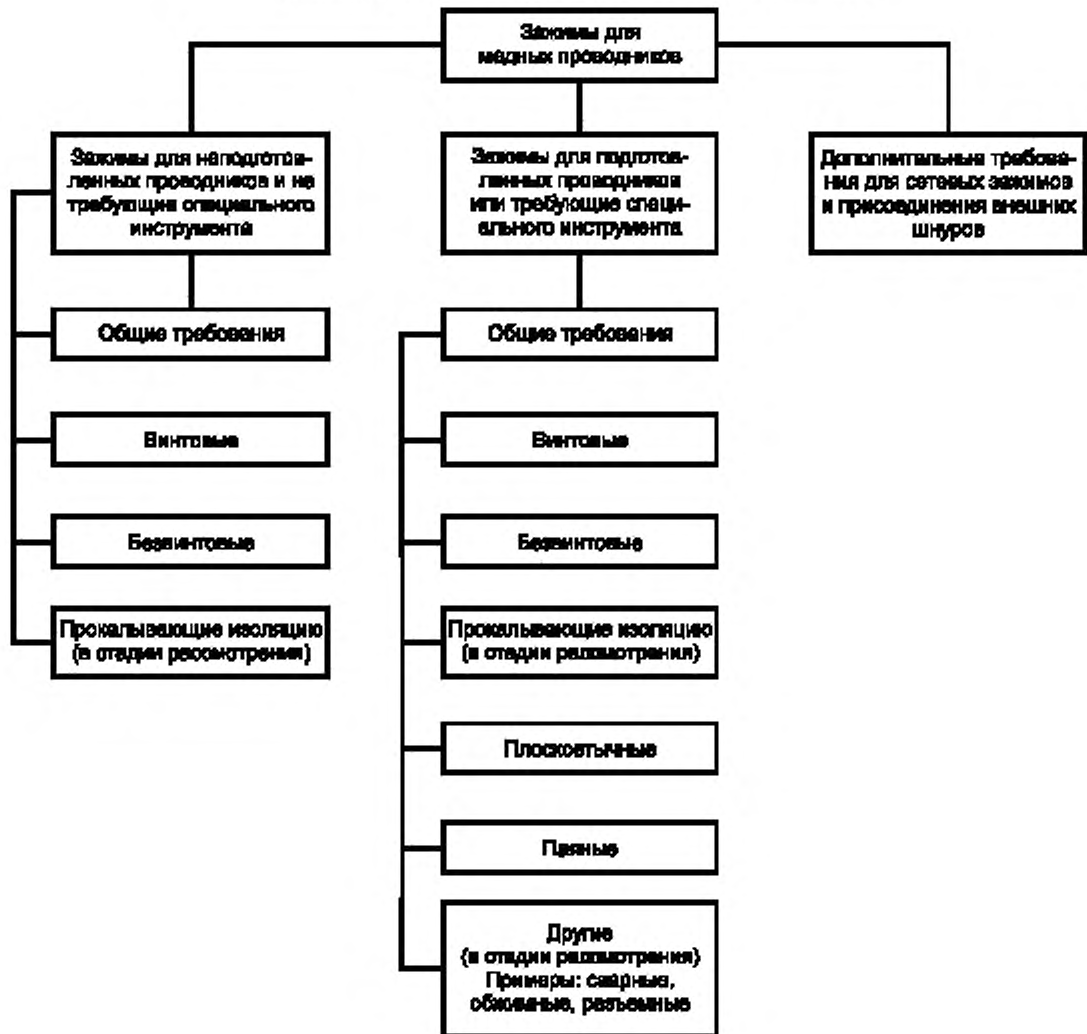 Зажимы для
медных проводников
Зажимы для неподготов-
ленных проводников и не
требующие специального
инструмента
Зажимы для подготов-
ленных проводников
или требующие специ-
ального инструмента
Дополнительные требова-
ния для сетевых зажимов
и присоединения внешних
шнуров
Общие требования
Винтовые
Безвинтовые
Прокалывающие изоляцию
(в стадии рассмотрения)
Общие требования
Винтовые
Безвинтовые
Прокалывающие изоляцию
(в стадии рассмотрения)
Плосковтычные
Паяные
Другие
(в стадии рассмотрения)
Примеры: сварные,
обжимные, разъемные